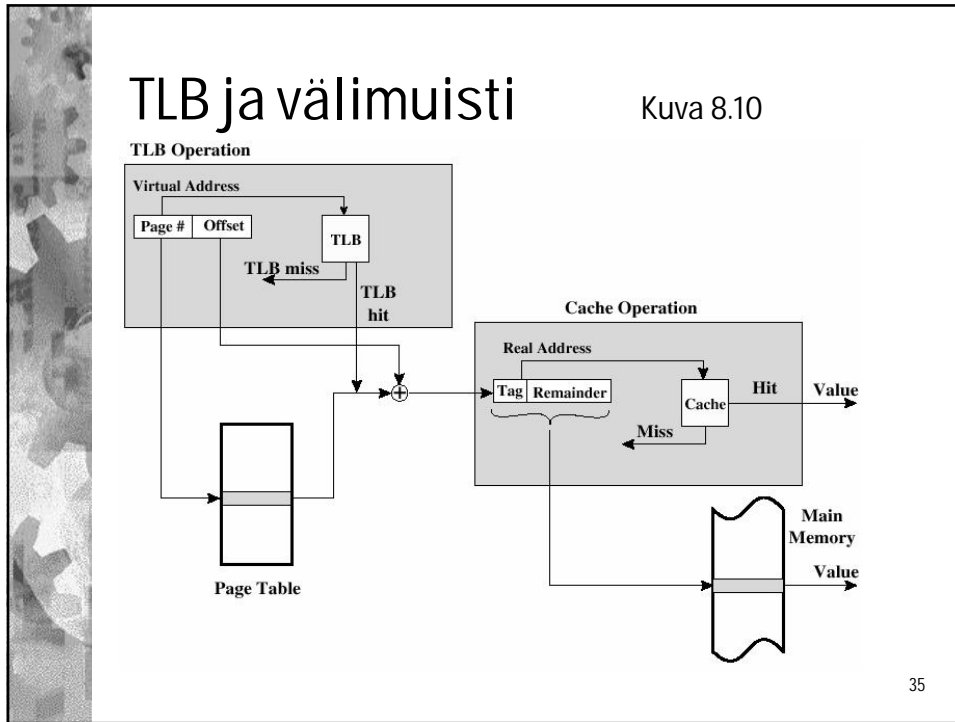 TLB ja välimuisti
Kuva 8.10
TLB Operation
Virtual Address
Page # Offset
TLB
TLB miss
TLB
hit
Cache Operation
Real Address
Tag Remainder
Cache
Hit
Value
Miss
Page Table
Main
Memory
Value
35